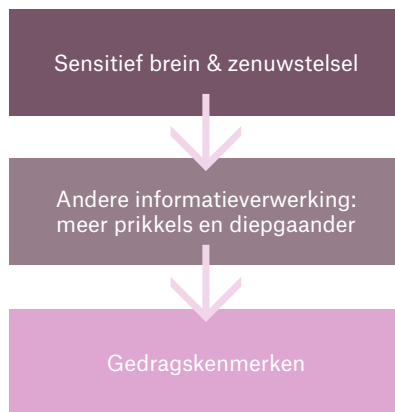 Sensitief brein & zenuwstelsel
Andere informatieverwerking:
meer prikkels en diepgaander
Gedragskenmerken